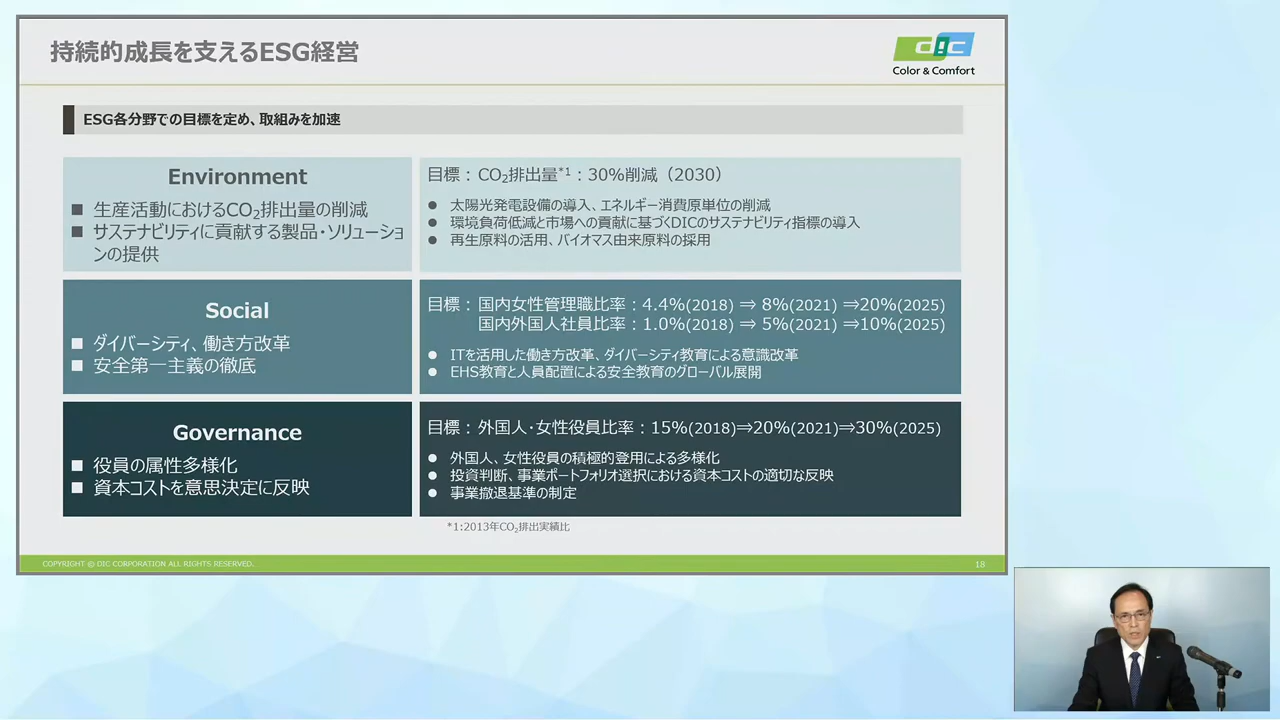 持続的成長を支えるESG経営
dic
Color & Comfort
ESG各分野での目標を定め、取組みを加速
Environment
■ 生産活動におけるCO₂排出量の削減
■ サステナビリティに貢献する製品・ソリューショ
ンの提供
目標：CO₂排出量*1：30%削減（2030）
● 太陽光発電設備の導入、エネルギー消費原単位の削減
● 環境負荷低減と市場への貢献に基づくDICのサステナビリティ指標の導入
● 再生原料の活用、バイオマス由来原料の採用
Social
■ ダイバーシティ、働き方改革
■ 安全第一主義の徹底
目標：国内女性管理職比率：4.4%(2018) ⇒ 8%(2021) ⇒20%(2025)
国内外国人社員比率：1.0%(2018) ⇒ 5%(2021) ⇒10%(2025)
● ITを活用した働き方改革、ダイバーシティ教育による意識改革
● EHS教育と人員配置による安全教育のグローバル展開
Governance
■ 役員の属性多様化
■ 資本コストを意思決定に反映
目標：外国人・女性役員比率：15%(2018)⇒20%(2021)⇒30%(2025)
● 外国人、女性役員の積極的登用による多様化
● 投資判断、事業ポートフォリオ選択における資本コストの適切な反映
● 事業撤退基準の制定
*1:2013年CO₂排出実績比
COPYRIGHT © DIC CORPORATION ALL RIGHTS RESERVED.
18